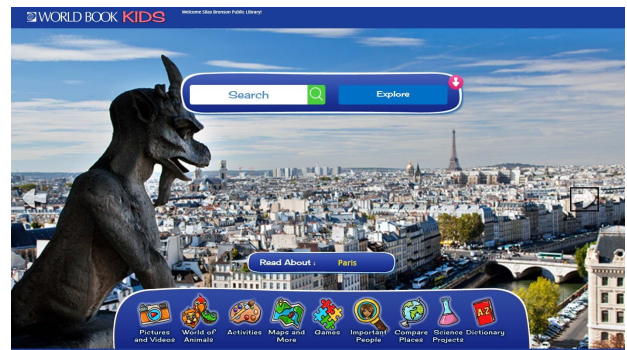 WORLD BOOK KIDS
Welcome Silas Bronson Public Library!
Search
Explore
Read About : Paris
Pictures and Videos
World of Animals
Activities
Maps and More
Games
Important People
Compare Places
Science Projects
Dictionary
A-Z